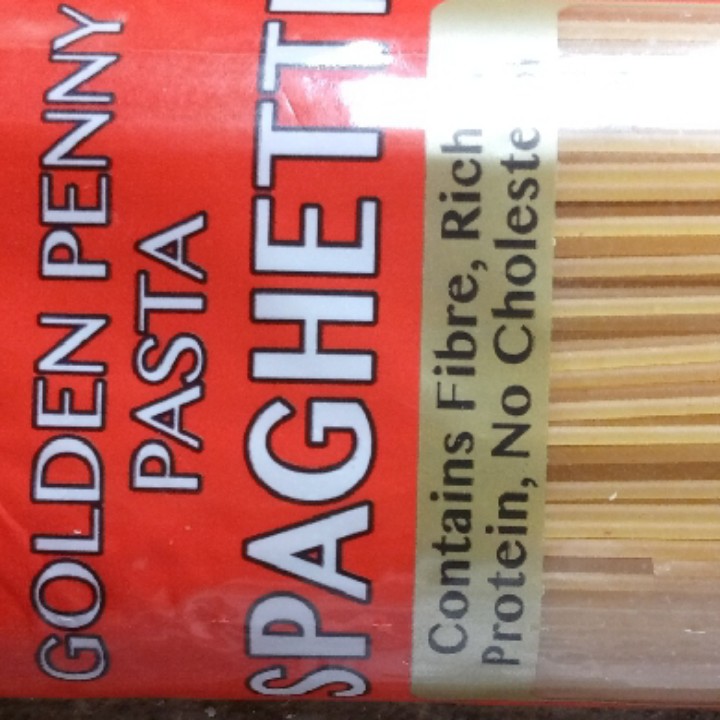 GOLDEN PENNY
PASTA
SPAGHETTI
Contains Fibre, Rich
Protein, No Choleste